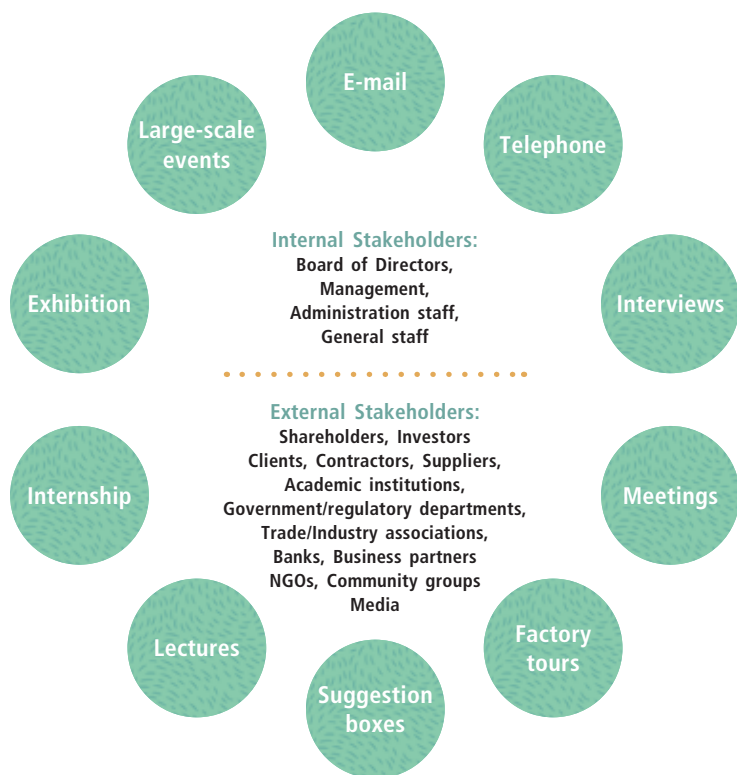 E-mail
Large-scale
events
Telephone
Internal Stakeholders:
Board of Directors,
Management,
Administration staff,
General staff
Exhibition
Interviews
External Stakeholders:
Shareholders, Investors
Clients, Contractors, Suppliers,
Academic institutions,
Government/regulatory departments,
Trade/Industry associations,
Banks, Business partners
NGOs, Community groups
Media
Internship
Meetings
Lectures
Factory
tours
Suggestion
boxes